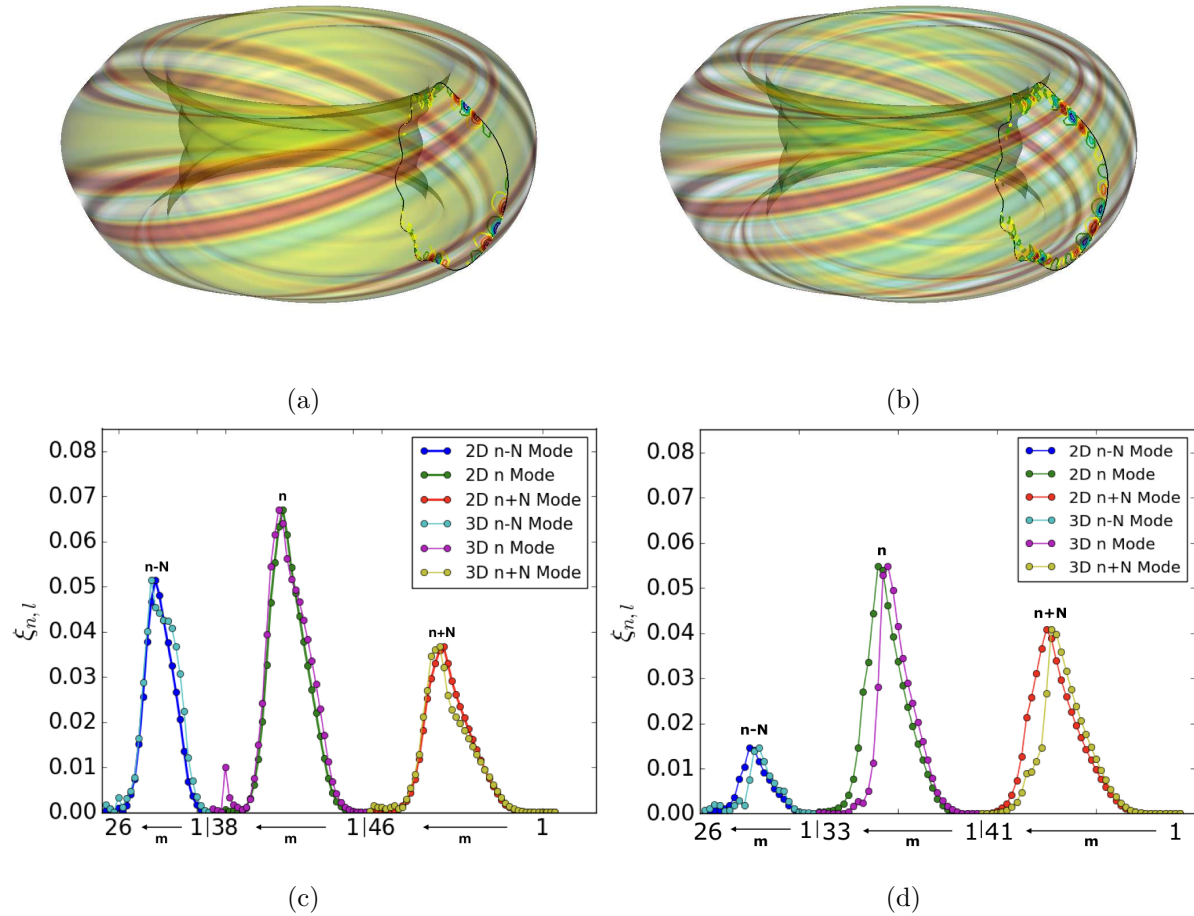 (a)
(b)
0.08
0.07
0.06
0.05
0.04
0.03
0.02
0.01
0.00
ξn, l
2D n-N Mode
2D n Mode
2D n+N Mode
3D n-N Mode
3D n Mode
3D n+N Mode
n-N
n
n+N
26
1|38
1|46
1
m
m
m
0.08
0.07
0.06
0.05
0.04
0.03
0.02
0.01
0.00
ξn, l
2D n-N Mode
2D n Mode
2D n+N Mode
3D n-N Mode
3D n Mode
3D n+N Mode
n-N
n
n+N
26
1|33
1|41
1
m
m
m
(c)
(d)